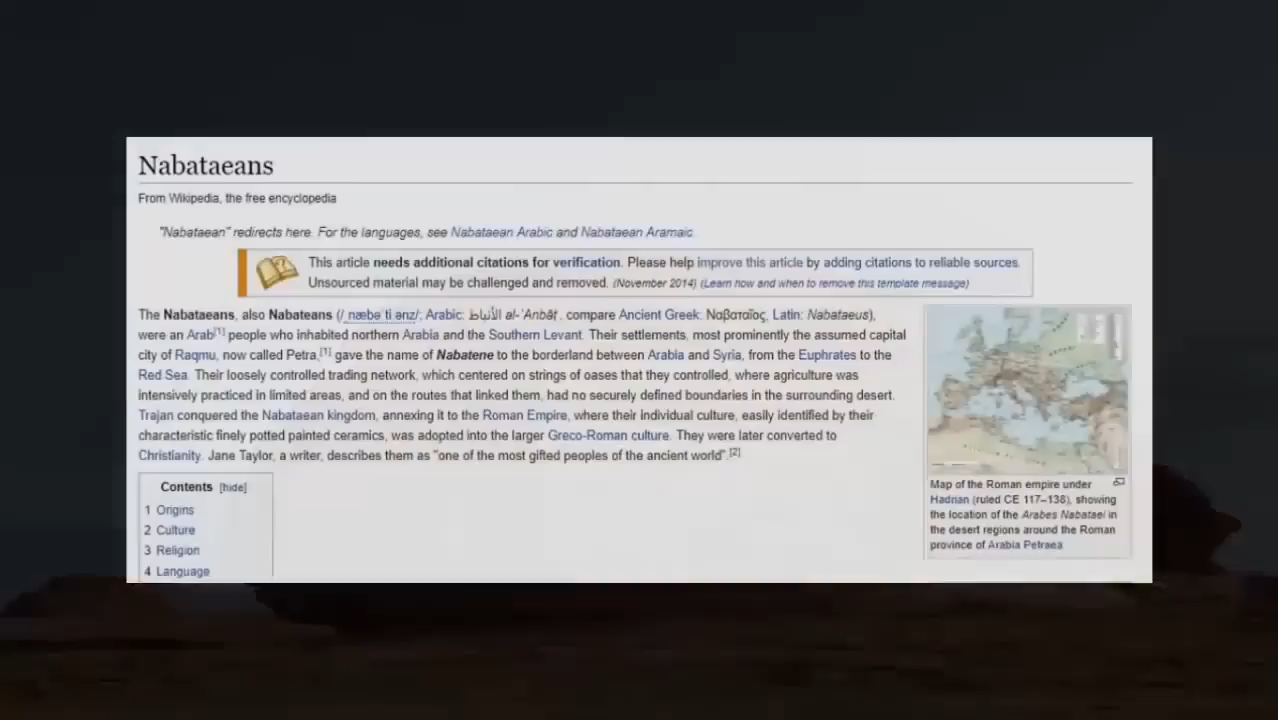 Nabataeans
From Wikipedia, the free encyclopedia
"Nabataean" redirects here. For the languages, see Nabataean Arabic and Nabataean Aramaic.
This article needs additional citations for verification. Please help improve this article by adding citations to reliable sources.
Unsourced material may be challenged and removed. (November 2014) (Learn how and when to remove this template message)
The Nabataeans, also Nabateans (/ˌnæbəˈtiːənz/; Arabic: الأنباط al-ʾAnbāṭ , compare Ancient Greek: Ναβαταῖος, Latin: Nabataeus),
were an Arab[1] people who inhabited northern Arabia and the Southern Levant. Their settlements, most prominently the assumed capital
city of Raqmu, now called Petra,[1] gave the name of Nabatene to the borderland between Arabia and Syria, from the Euphrates to the
Red Sea. Their loosely controlled trading network, which centered on strings of oases that they controlled, where agriculture was
intensively practiced in limited areas, and on the routes that linked them, had no securely defined boundaries in the surrounding desert.
Trajan conquered the Nabataean kingdom, annexing it to the Roman Empire, where their individual culture, easily identified by their
characteristic finely potted painted ceramics, was adopted into the larger Greco-Roman culture. They were later converted to
Christianity. Jane Taylor, a writer, describes them as "one of the most gifted peoples of the ancient world".[2]
Map of the Roman empire under
Hadrian (ruled CE 117–138), showing
the location of the Arabes Nabataei in
the desert regions around the Roman
province of Arabia Petraea
Contents [hide]
1 Origins
2 Culture
3 Religion
4 Language